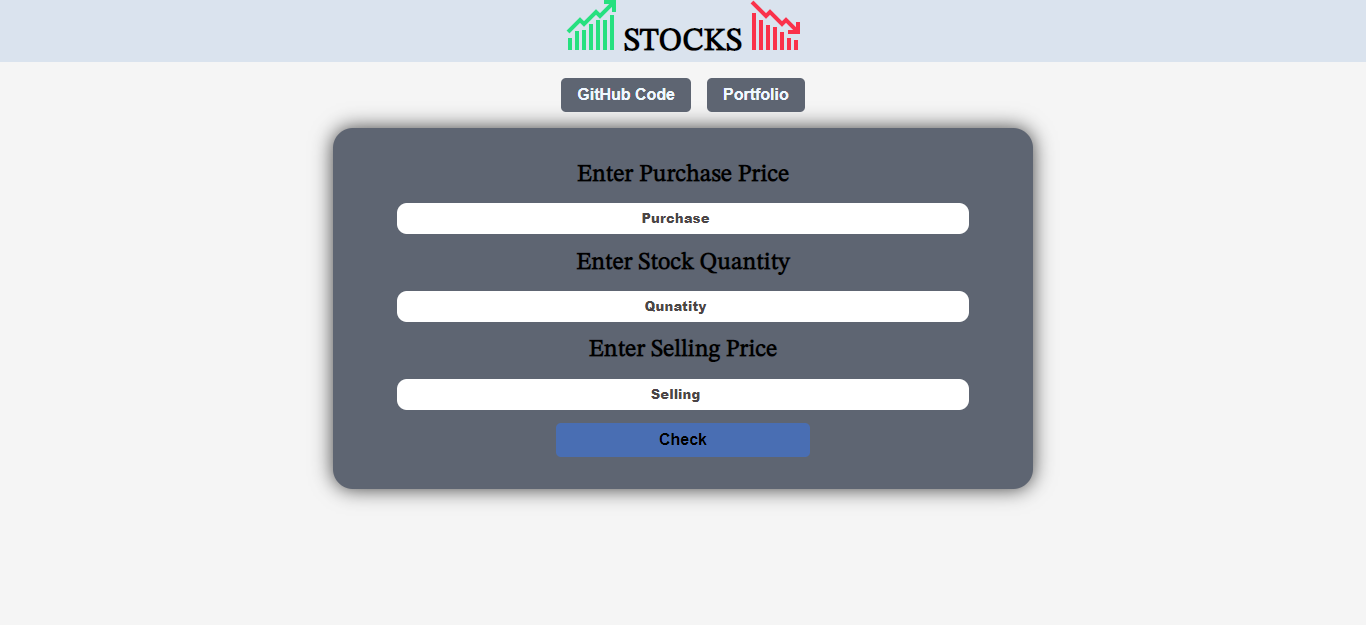 STOCKS
GitHub Code Portfolio
Enter Purchase Price
Purchase
Enter Stock Quantity
Qunatity
Enter Selling Price
Selling
Check